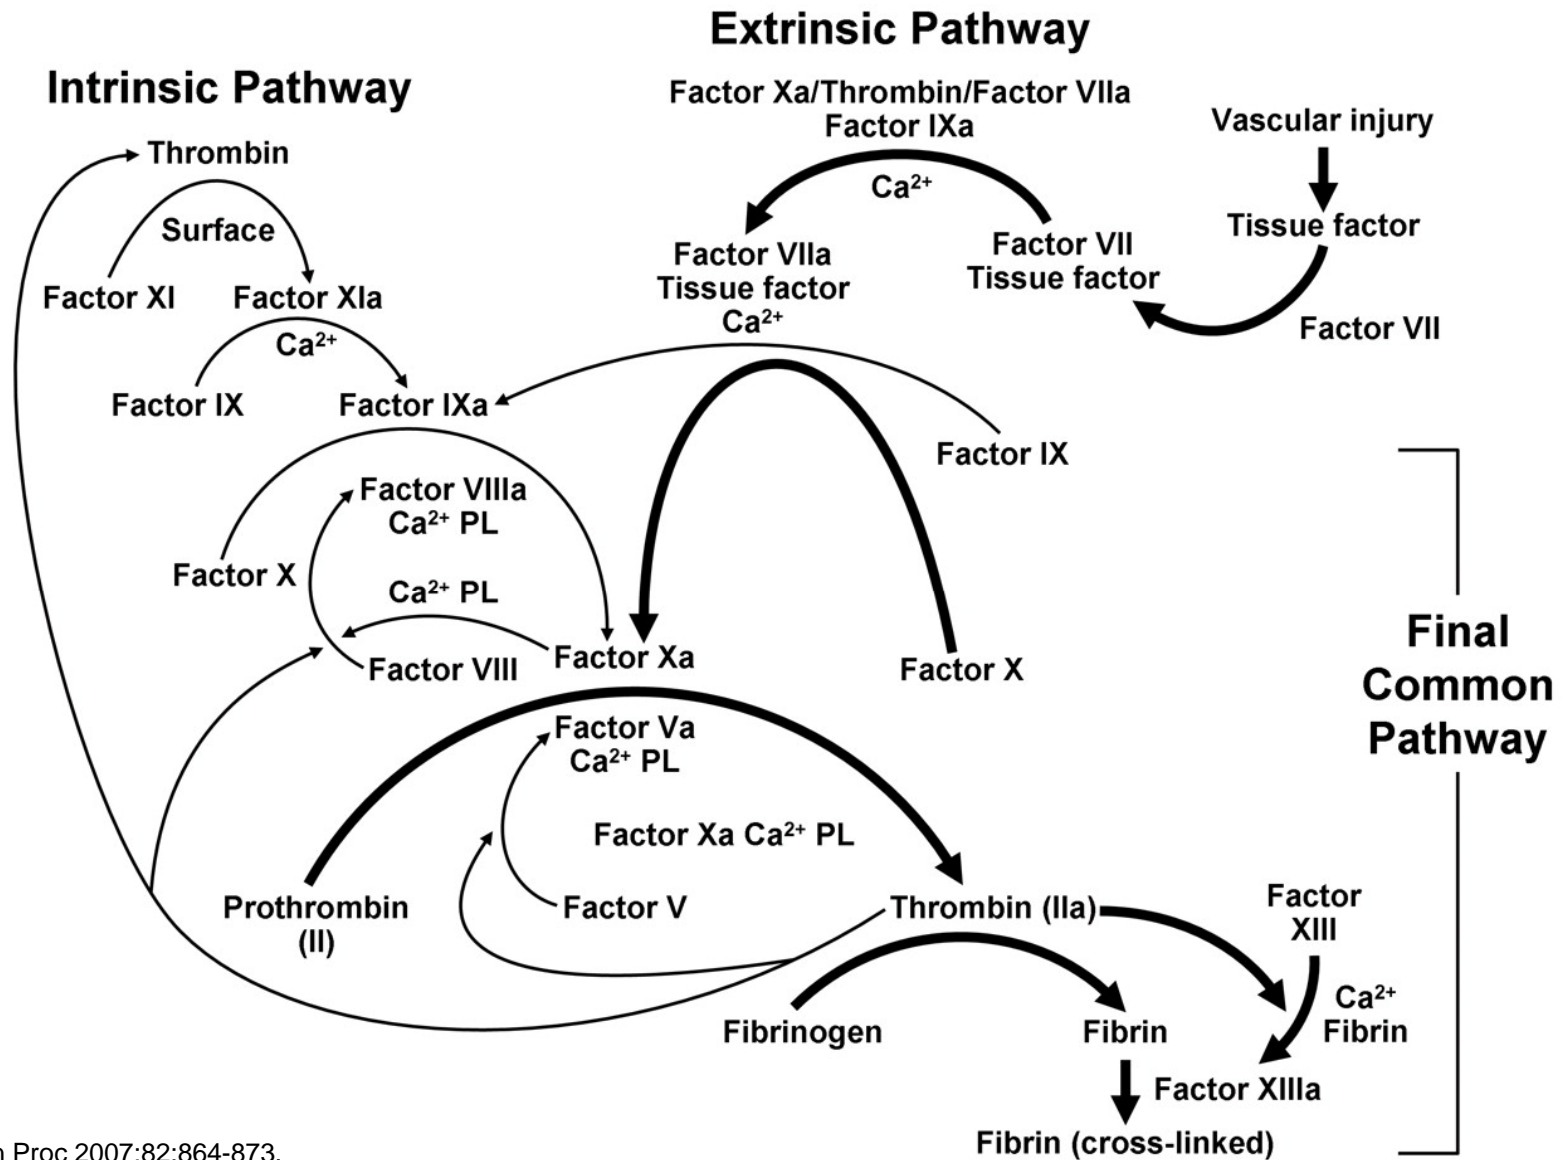 Extrinsic Pathway
Intrinsic Pathway
Factor Xa/Thrombin/Factor VIIa
Factor IXa
Ca²⁺
Vascular injury
Thrombin
Surface
Factor XI
Factor XIa
Ca²⁺
Factor IX
Factor IXa
Factor VIIa
Tissue factor
Ca²⁺
Factor VII
Tissue factor
Tissue factor
Factor VII
Factor IX
Factor VIIIa
Ca²⁺ PL
Factor X
Ca²⁺ PL
Factor VIII
Factor Xa
Factor X
Final
Common
Pathway
Factor Va
Ca²⁺ PL
Factor Xa Ca²⁺ PL
Prothrombin
(II)
Factor V
Thrombin (IIa)
Factor
XIII
Ca²⁺
Fibrin
Fibrinogen
Fibrin
Factor XIIIa
Fibrin (cross-linked)
Proc 2007;82:864-873.